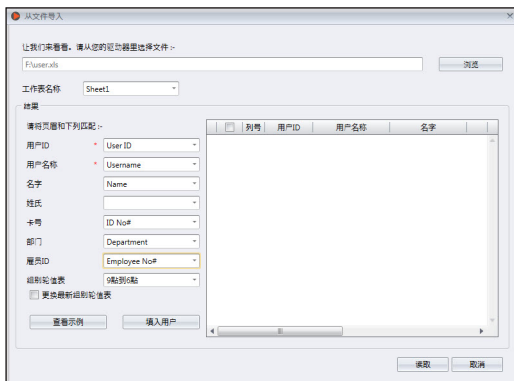 从文件导入
让我们来看看。请从您的驱动器里选择文件 :-
F:\user.xls 浏览
工作表名称 Sheet1
结果
请将页眉和下列匹配 :-
列号 用户ID 用户名称 名字
用户ID * User ID
用户名称 * Username
名字 Name
姓氏
卡号 ID No#
部门 Department
雇员ID Employee No#
组别轮值表 9點到6點
更换最新组别轮值表
查看示例 填入用户
读取 取消